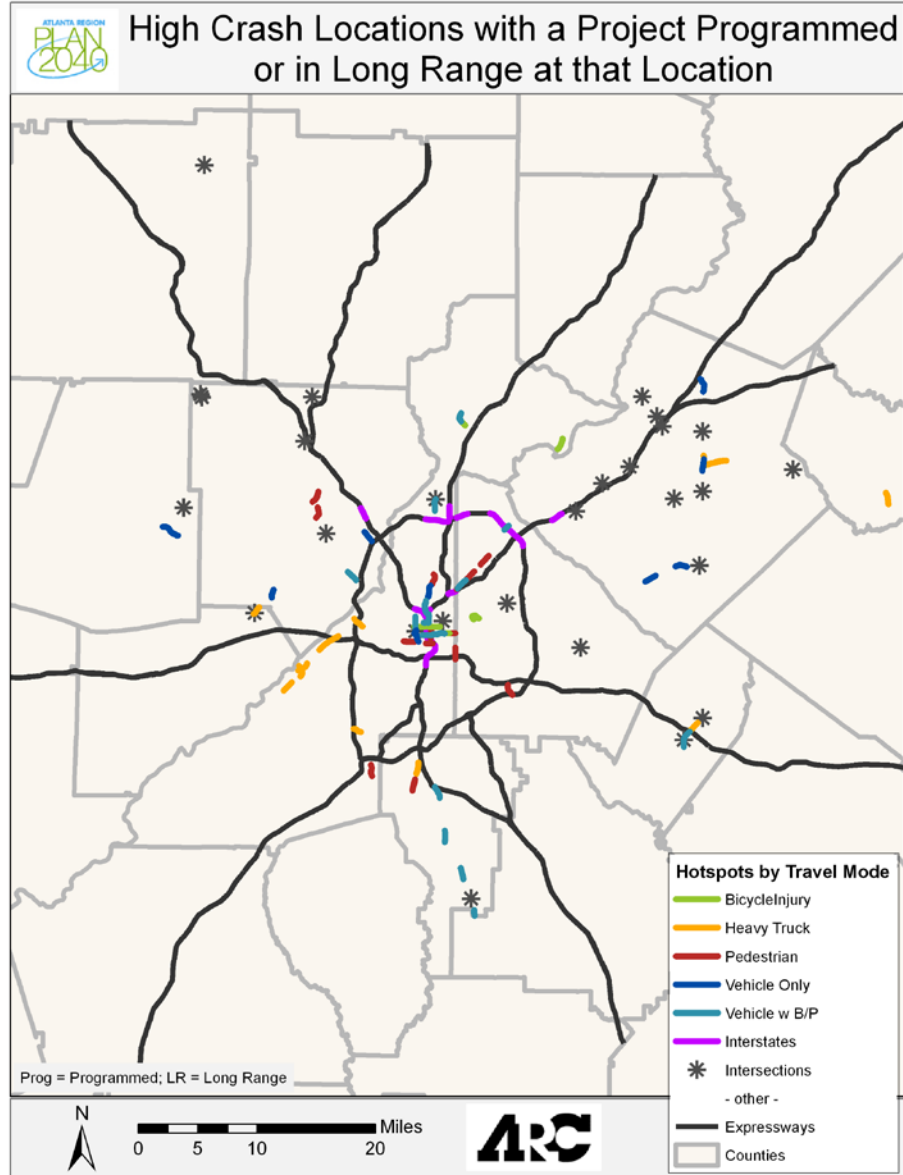 ATLANTA REGION
PLAN
2040
High Crash Locations with a Project Programmed
or in Long Range at that Location
Hotspots by Travel Mode
BicycleInjury
Heavy Truck
Pedestrian
Vehicle Only
Vehicle w B/P
Interstates
Intersections
- other -
Expressways
Counties
Prog = Programmed; LR = Long Range
N
Miles
0 5 10 20
ARC